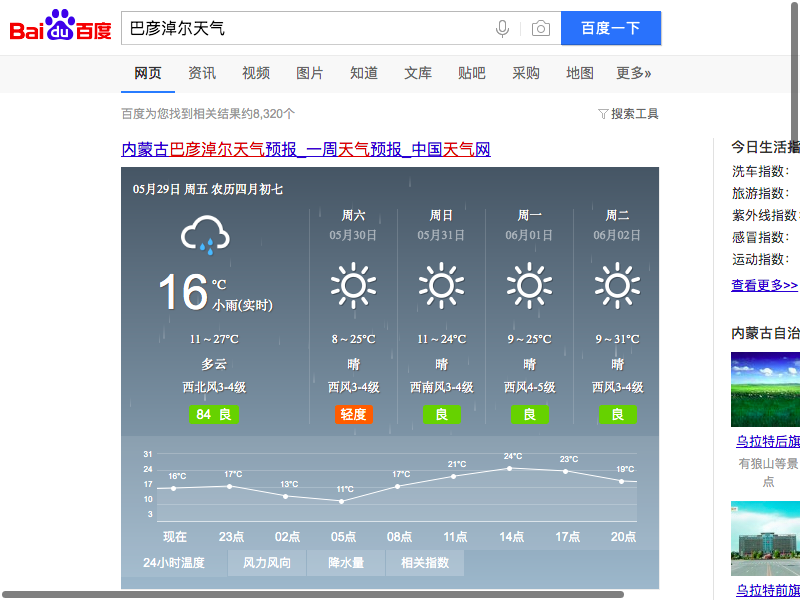 Bai du 百度
巴彦淖尔天气
百度一下
网页 资讯 视频 图片 知道 文库 贴吧 采购 地图 更多»
百度为您找到相关结果约8,320个
搜索工具
内蒙古巴彦淖尔天气预报_一周天气预报_中国天气网
05月29日 周五 农历四月初七
16 ℃
小雨(实时)
11～27℃
多云
西北风3-4级
84 良
周六
05月30日
8～25℃
晴
西风3-4级
轻度
周日
05月31日
11～24℃
晴
西南风3-4级
良
周一
06月01日
9～25℃
晴
西风4-5级
良
周二
06月02日
9～31℃
晴
西风3-4级
良
31
24
17
10
3
16℃ 17℃ 13℃ 11℃ 17℃ 21℃ 24℃ 23℃ 19℃
现在 23点 02点 05点 08点 11点 14点 17点 20点
24小时温度 风力风向 降水量 相关指数
今日生活指
洗车指数：
旅游指数：
紫外线指数：
感冒指数：
运动指数：
查看更多>>
内蒙古自治
乌拉特后旗
有狼山等景
点
乌拉特前旗